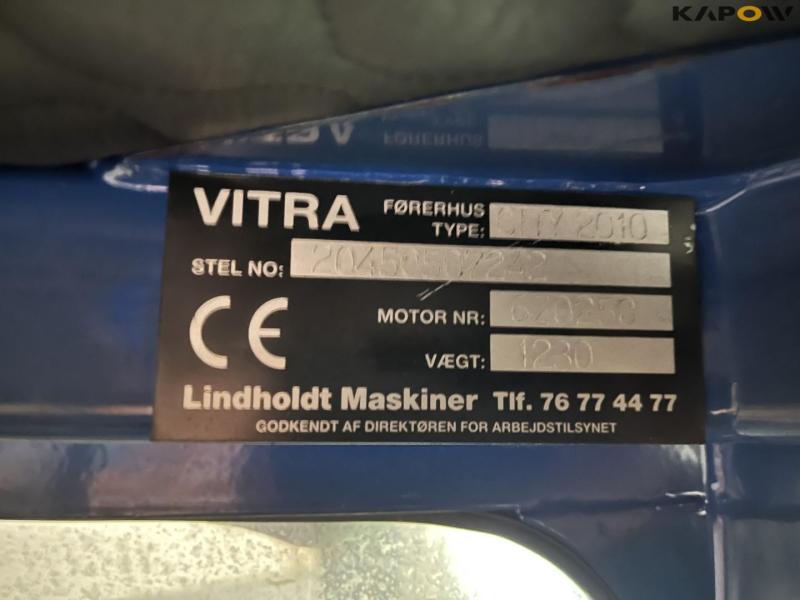 KAPOW
VITRA
FØRERHUS
TYPE: CITY 2010
STEL NO:
CE
MOTOR NR:
VÆGT: 1230
Lindholdt Maskiner Tlf. 76 77 44 77
GODKENDT AF DIREKTØREN FOR ARBEJDSTILSYNET